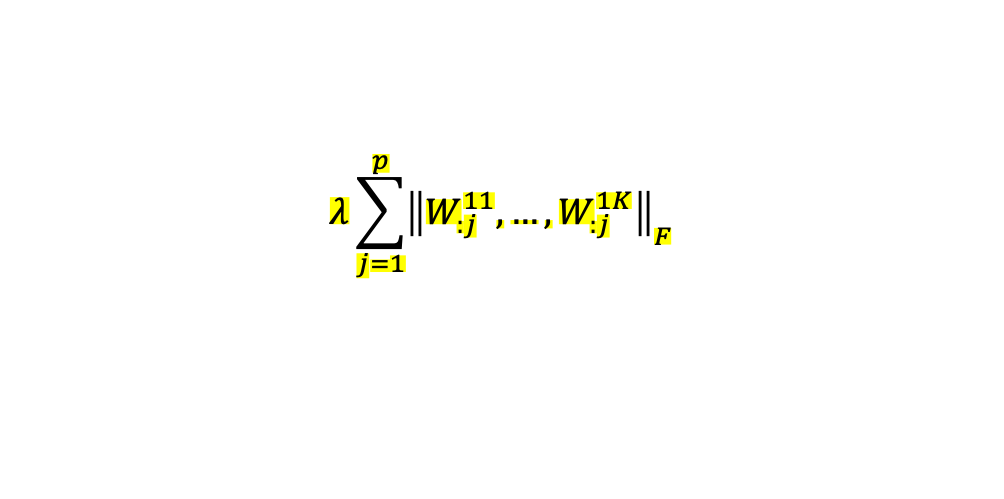 λ ∑_{j=1}^{p} ‖W_{:j}^{11}, …, W_{:j}^{1K}‖_F